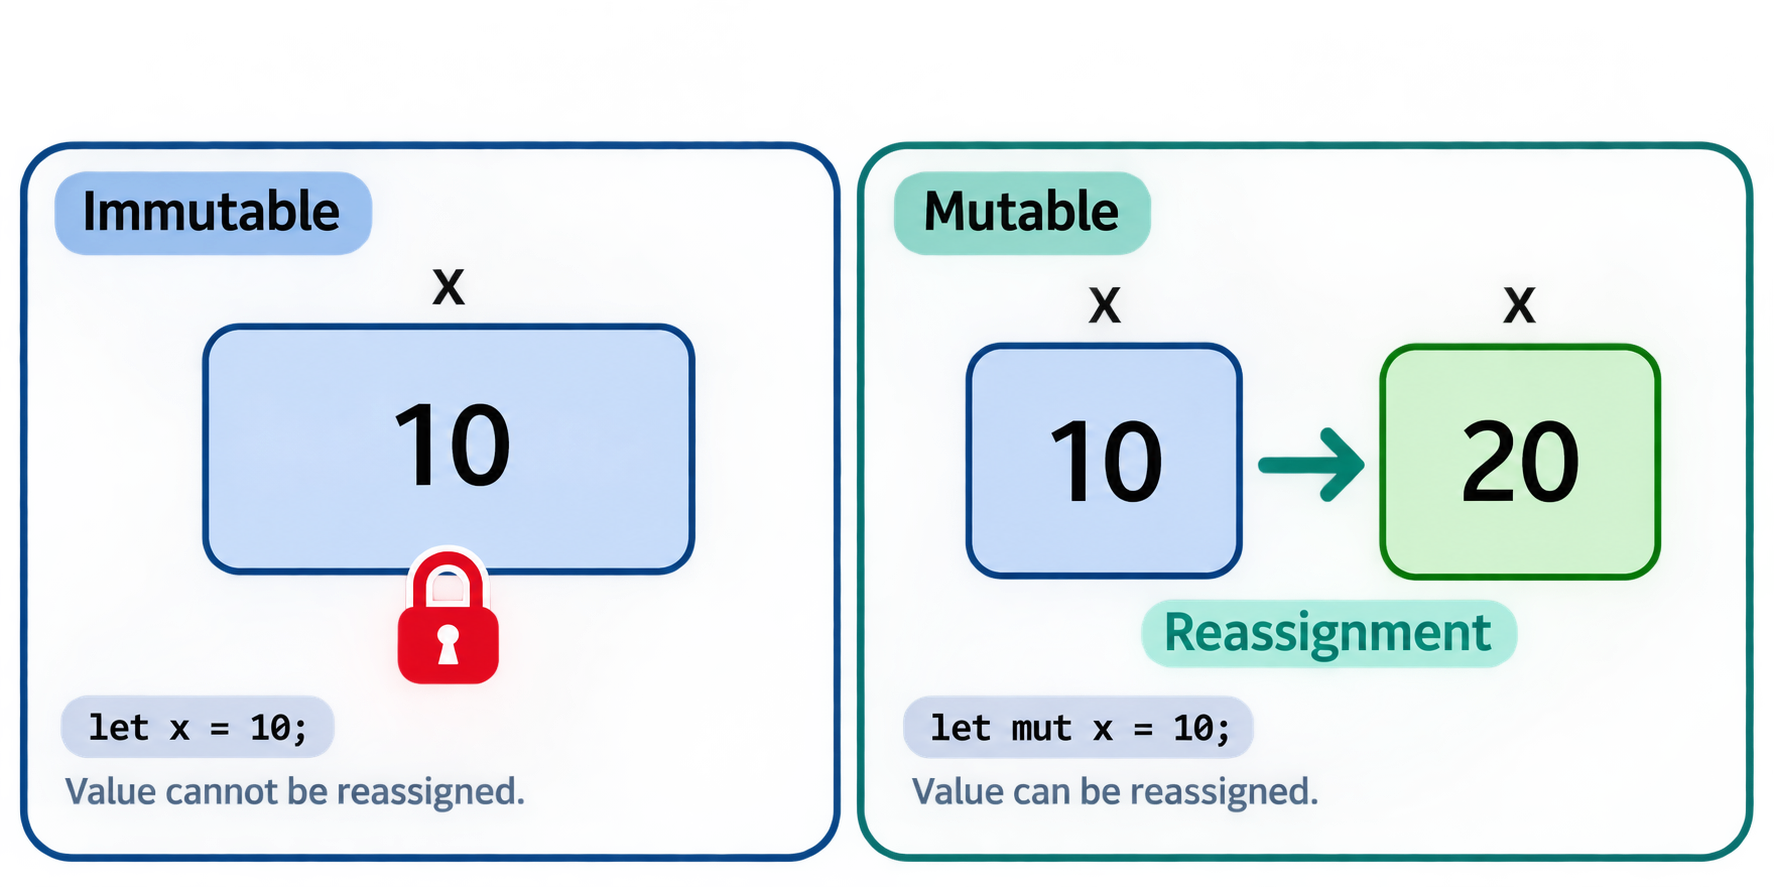 Immutable
X
10
let x = 10;
Value cannot be reassigned.
Mutable
X X
10 20
Reassignment
let mut x = 10;
Value can be reassigned.